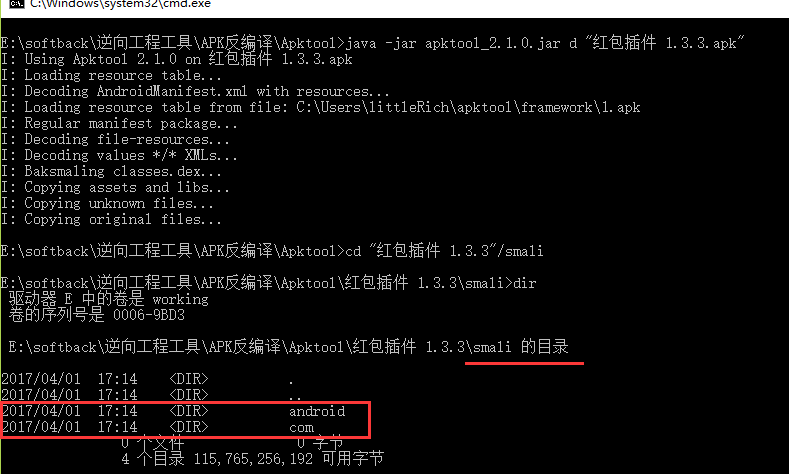 C:\Windows\system32\cmd.exe
E:\softback\逆向工程工具\APK反编译\Apktool>java -jar apktool_2.1.0.jar d "红包插件 1.3.3.apk"
I: Using Apktool 2.1.0 on 红包插件 1.3.3.apk
I: Loading resource table...
I: Decoding AndroidManifest.xml with resources...
I: Loading resource table from file: C:\Users\littleRich\apktool\framework\1.apk
I: Regular manifest package...
I: Decoding file-resources...
I: Decoding values */* XMLs...
I: Baksmaling classes.dex...
I: Copying assets and libs...
I: Copying unknown files...
I: Copying original files...
E:\softback\逆向工程工具\APK反编译\Apktool>cd "红包插件 1.3.3"/smali
E:\softback\逆向工程工具\APK反编译\Apktool\红包插件 1.3.3\smali>dir
驱动器 E 中的卷是 working
卷的序列号是 0006-9BD3
E:\softback\逆向工程工具\APK反编译\Apktool\红包插件 1.3.3\smali 的目录
2017/04/01  17:14    <DIR>          .
2017/04/01  17:14    <DIR>          ..
2017/04/01  17:14    <DIR>          android
2017/04/01  17:14    <DIR>          com
0 个文件              0 字节
4 个目录 115,765,256,192 可用字节